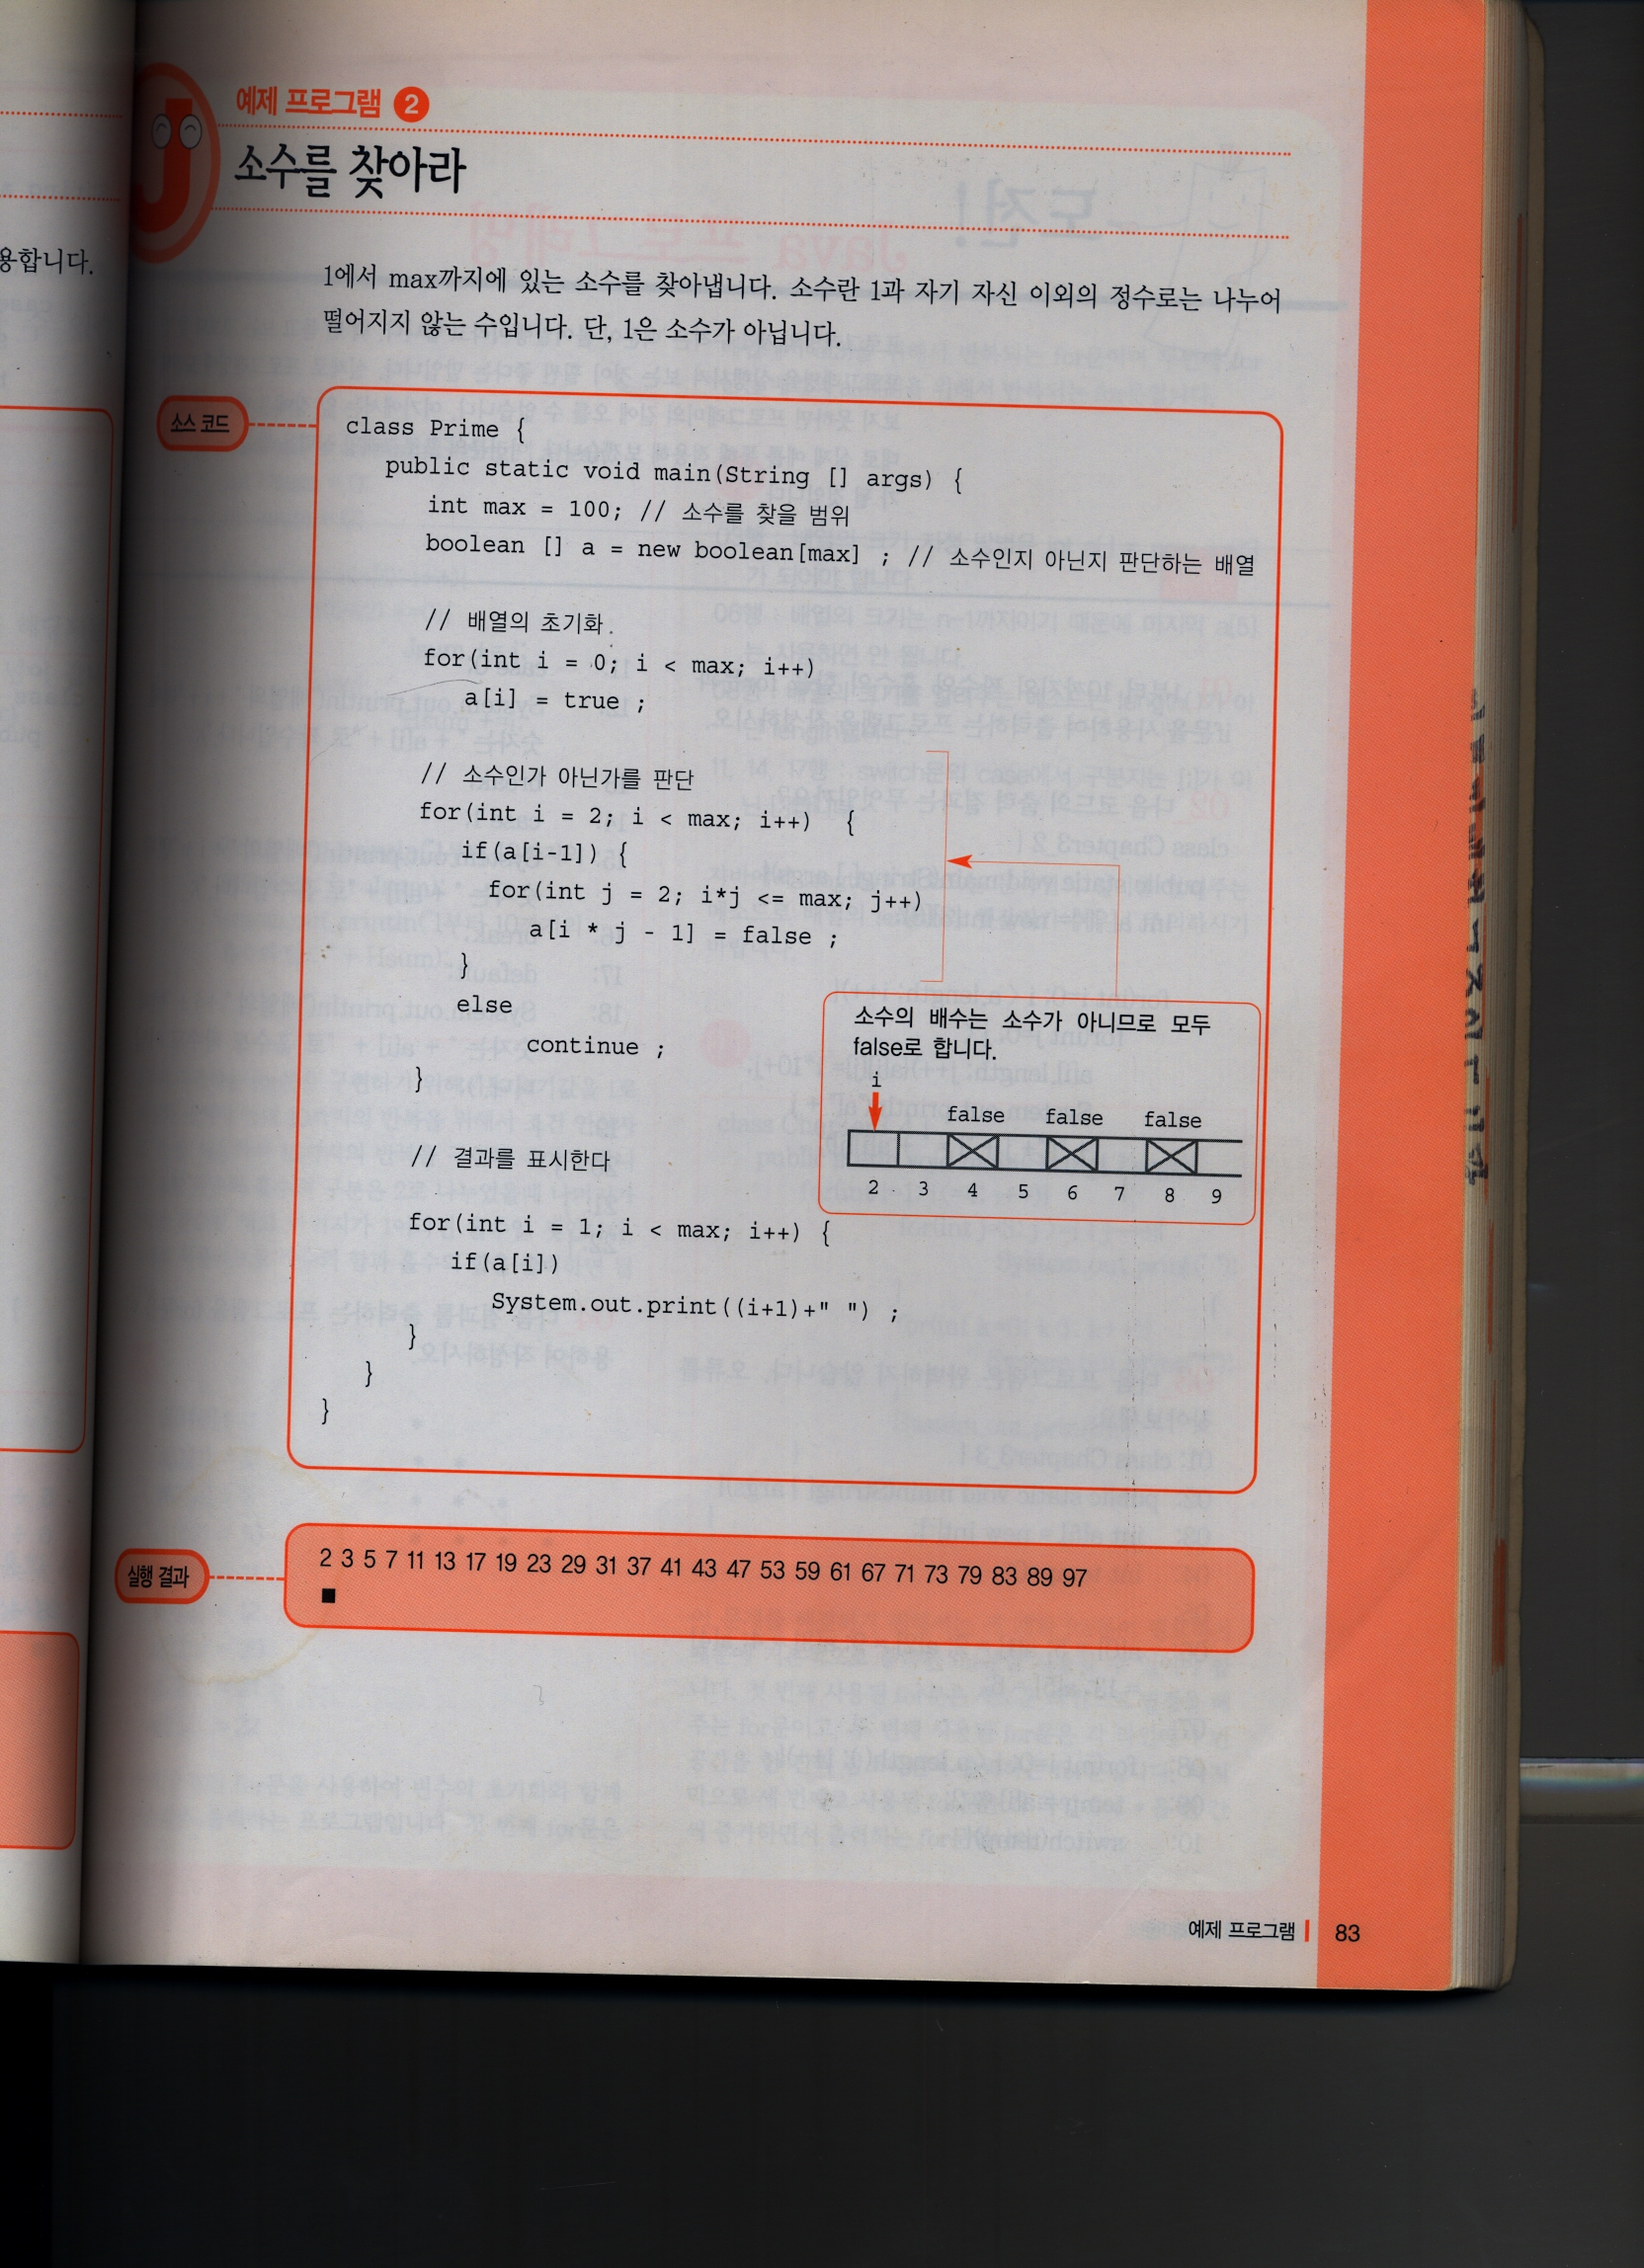 용합니다.
예제 프로그램 2
소수를 찾아라
1에서 max까지에 있는 소수를 찾아냅니다. 소수란 1과 자기 자신 이외의 정수로는 나누어
떨어지지 않는 수입니다. 단, 1은 소수가 아닙니다.
소스 코드
class Prime {
public static void main(String [] args) {
int max = 100; // 소수를 찾을 범위
boolean [] a = new boolean[max] ; // 소수인지 아닌지 판단하는 배열
// 배열의 초기화
for(int i = 0; i < max; i++)
a[i] = true ;
// 소수인가 아닌가를 판단
for(int i = 2; i < max; i++) {
if(a[i-1]) {
for(int j = 2; i*j <= max; j++)
a[i * j - 1] = false ;
}
else
continue ;
}
소수의 배수는 소수가 아니므로 모두
false로 합니다.
i
false false false
2 3 4 5 6 7 8 9
// 결과를 표시한다
for(int i = 1; i < max; i++) {
if(a[i])
System.out.print((i+1)+" ") ;
}
}
}
실행 결과
2 3 5 7 11 13 17 19 23 29 31 37 41 43 47 53 59 61 67 71 73 79 83 89 97
예제 프로그램 83